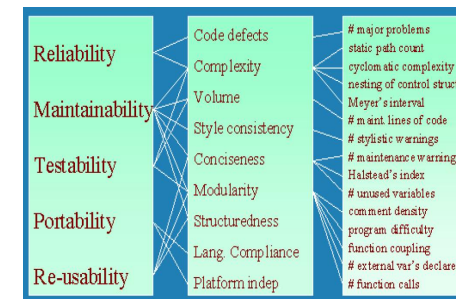 Reliability
Maintainability
Testability
Portability
Re-usability
Code defects
Complexity
Volume
Style consistency
Conciseness
Modularity
Structuredness
Lang. Compliance
Platform indep
# major problems
static path count
cyclomatic complexity
nesting of control struct
Meyer's interval
# maint. lines of code
# stylistic warnings
# maintenance warning
Halstead's index
# unused variables
comment density
program difficulty
function coupling
# external var's declare
# function calls